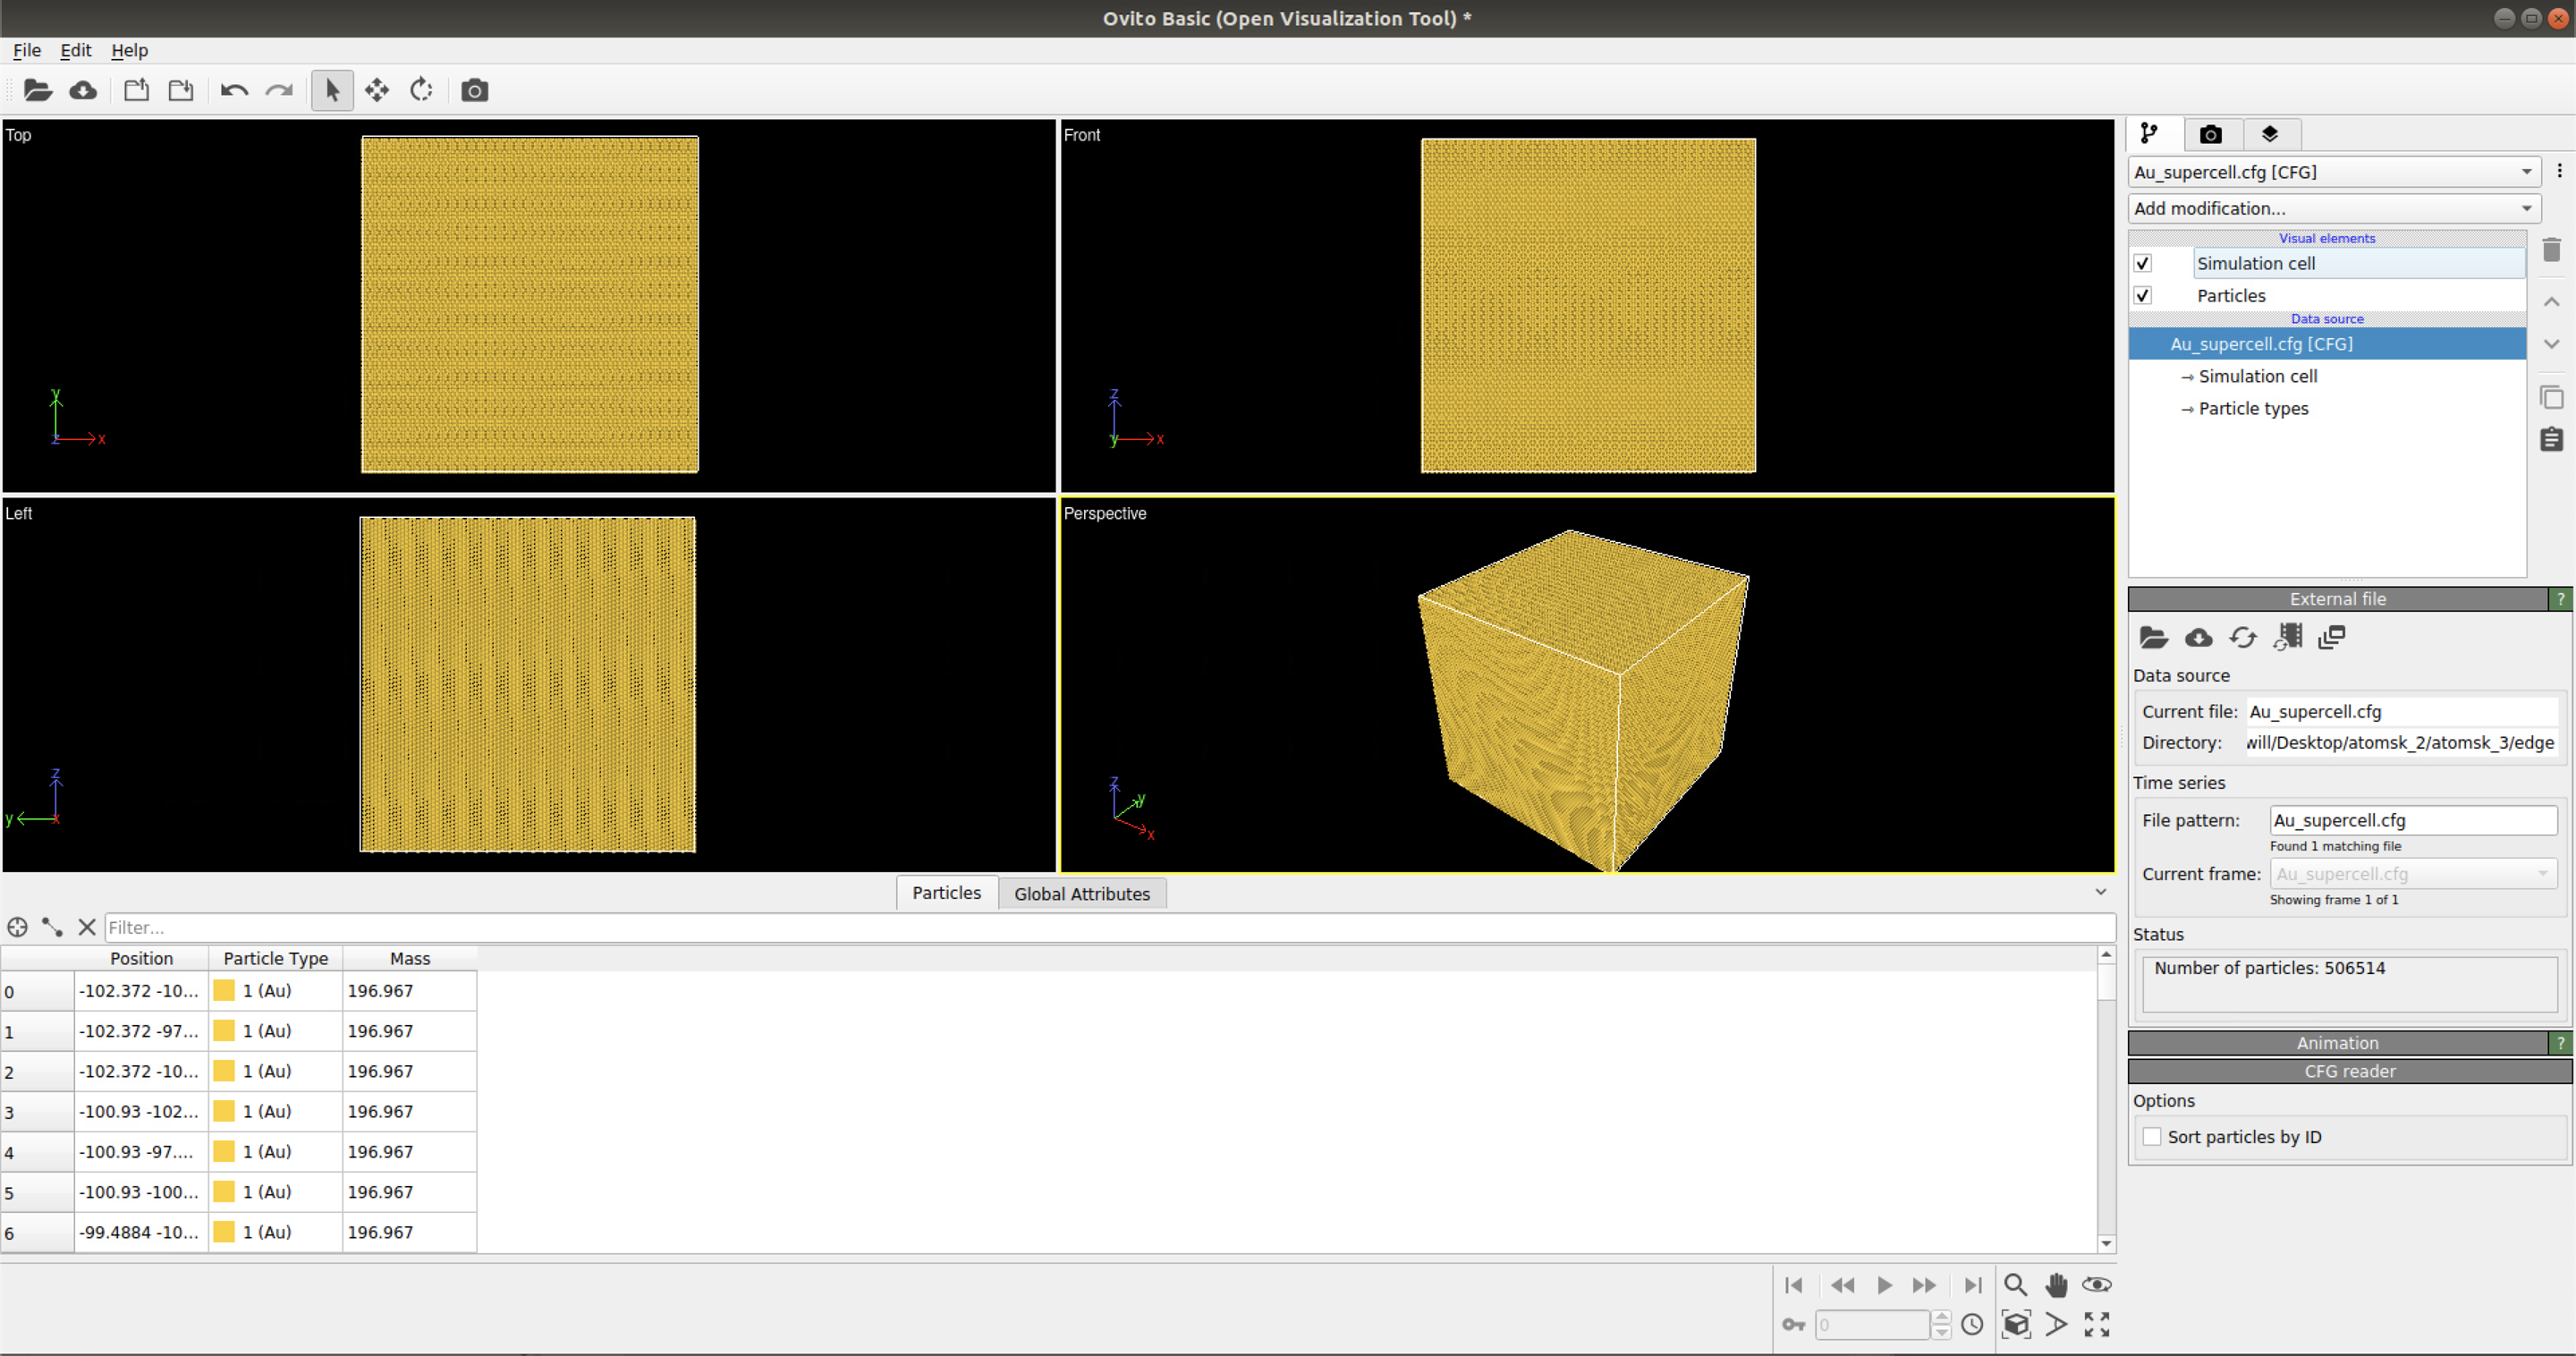 Ovito Basic (Open Visualization Tool) *
File Edit Help
Top
y
z x
Front
z
y x
Left
z
y x
Perspective
z
y
x
Au_supercell.cfg [CFG]
Add modification...
Visual elements
Simulation cell
Particles
Data source
Au_supercell.cfg [CFG]
→ Simulation cell
→ Particle types
External file ?
Data source
Current file: Au_supercell.cfg
Directory: will/Desktop/atomsk_2/atomsk_3/edge
Time series
File pattern: Au_supercell.cfg
Found 1 matching file
Current frame: Au_supercell.cfg
Showing frame 1 of 1
Status
Number of particles: 506514
Animation ?
CFG reader
Options
Sort particles by ID
Particles Global Attributes
Filter...
Position Particle Type Mass
0 -102.372 -10... 1 (Au) 196.967
1 -102.372 -97... 1 (Au) 196.967
2 -102.372 -10... 1 (Au) 196.967
3 -100.93 -102... 1 (Au) 196.967
4 -100.93 -97.... 1 (Au) 196.967
5 -100.93 -100... 1 (Au) 196.967
6 -99.4884 -10... 1 (Au) 196.967
0